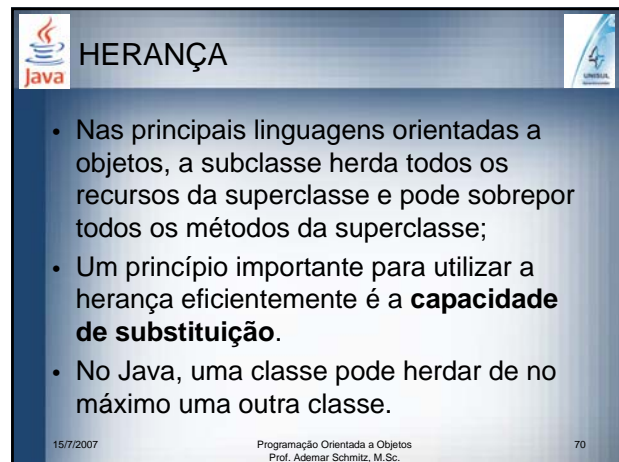 Java
HERANÇA
UNISUL
• Nas principais linguagens orientadas a
objetos, a subclasse herda todos os
recursos da superclasse e pode sobrepor
todos os métodos da superclasse;
• Um princípio importante para utilizar a
herança eficientemente é a capacidade
de substituição.
• No Java, uma classe pode herdar de no
máximo uma outra classe.
15/7/2007
Programação Orientada a Objetos
Prof. Ademar Schmitz, M.Sc.
70